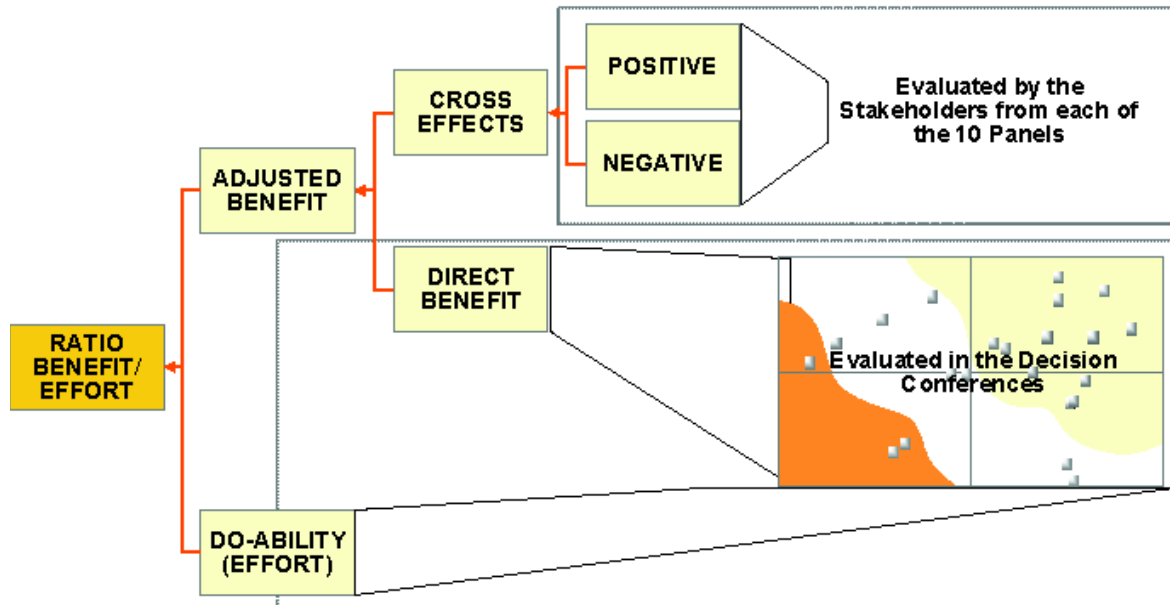 POSITIVE
CROSS
EFFECTS
Evaluated by the
Stakeholders from each of
the 10 Panels
NEGATIVE
ADJUSTED
BENEFIT
DIRECT
BENEFIT
RATIO
BENEFIT/
EFFORT
Evaluated in the Decision
Conferences
DO-ABILITY
(EFFORT)